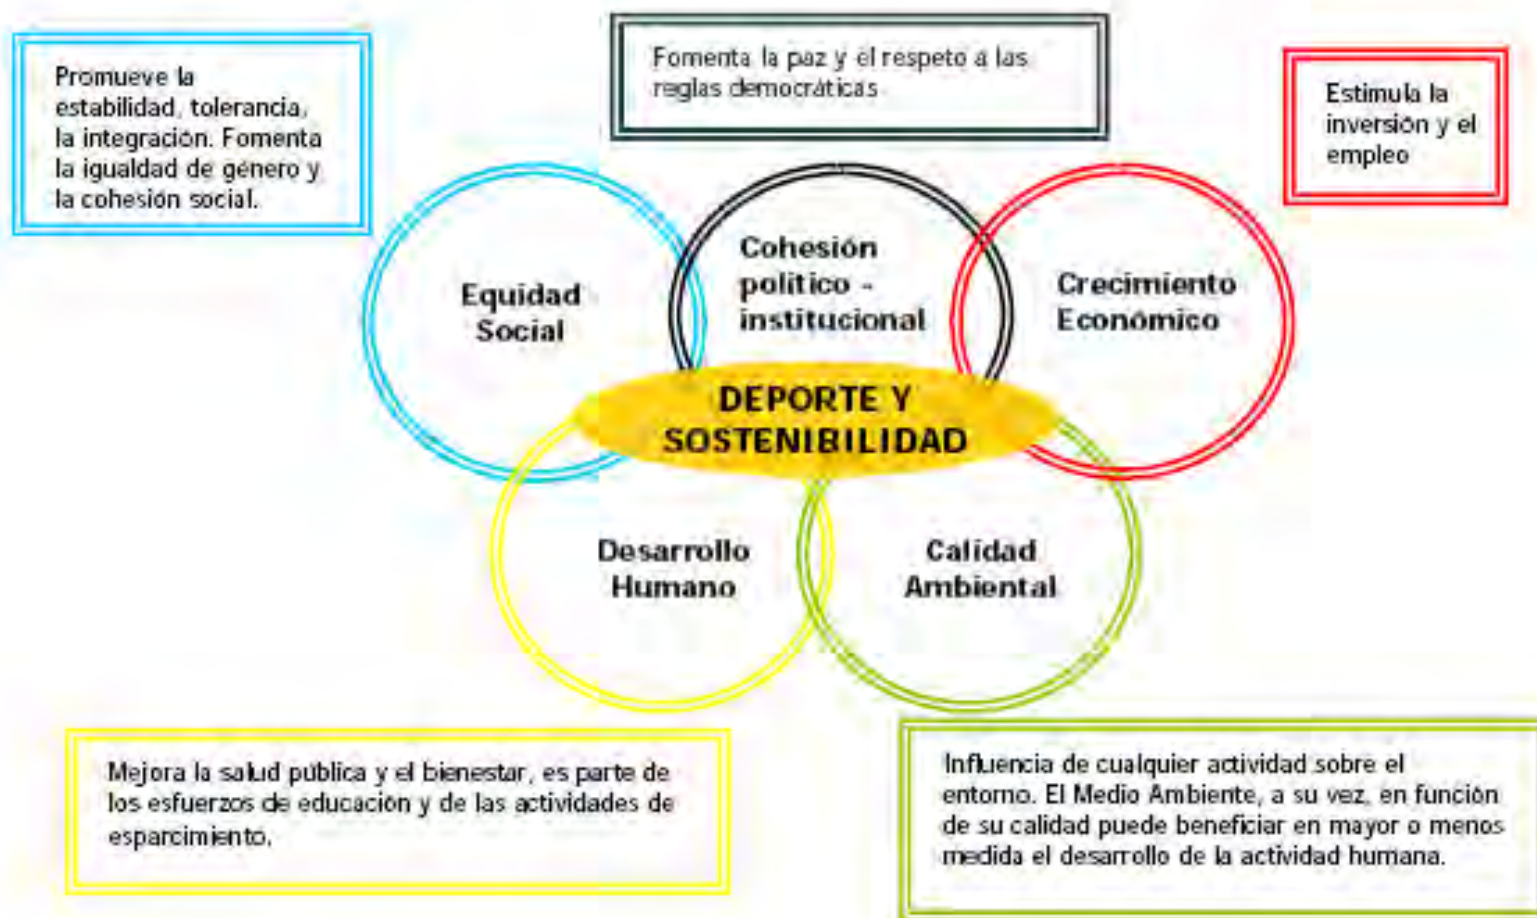 Promueve la
estabilidad, tolerancia,
la integración. Fomenta
la igualdad de género y
la cohesión social.
Fomenta la paz y el respeto a las
reglas democráticas
Estimula la
inversión y el
empleo
Equidad
Social
Cohesión
político -
institucional
Crecimiento
Económico
DEPORTE Y
SOSTENIBILIDAD
Desarrollo
Humano
Calidad
Ambiental
Mejora la salud pública y el bienestar, es parte de
los esfuerzos de educación y de las actividades de
esparcimiento.
Influencia de cualquier actividad sobre el
entorno. El Medio Ambiente, a su vez, en función
de su calidad puede beneficiar en mayor o menos
medida el desarrollo de la actividad humana.